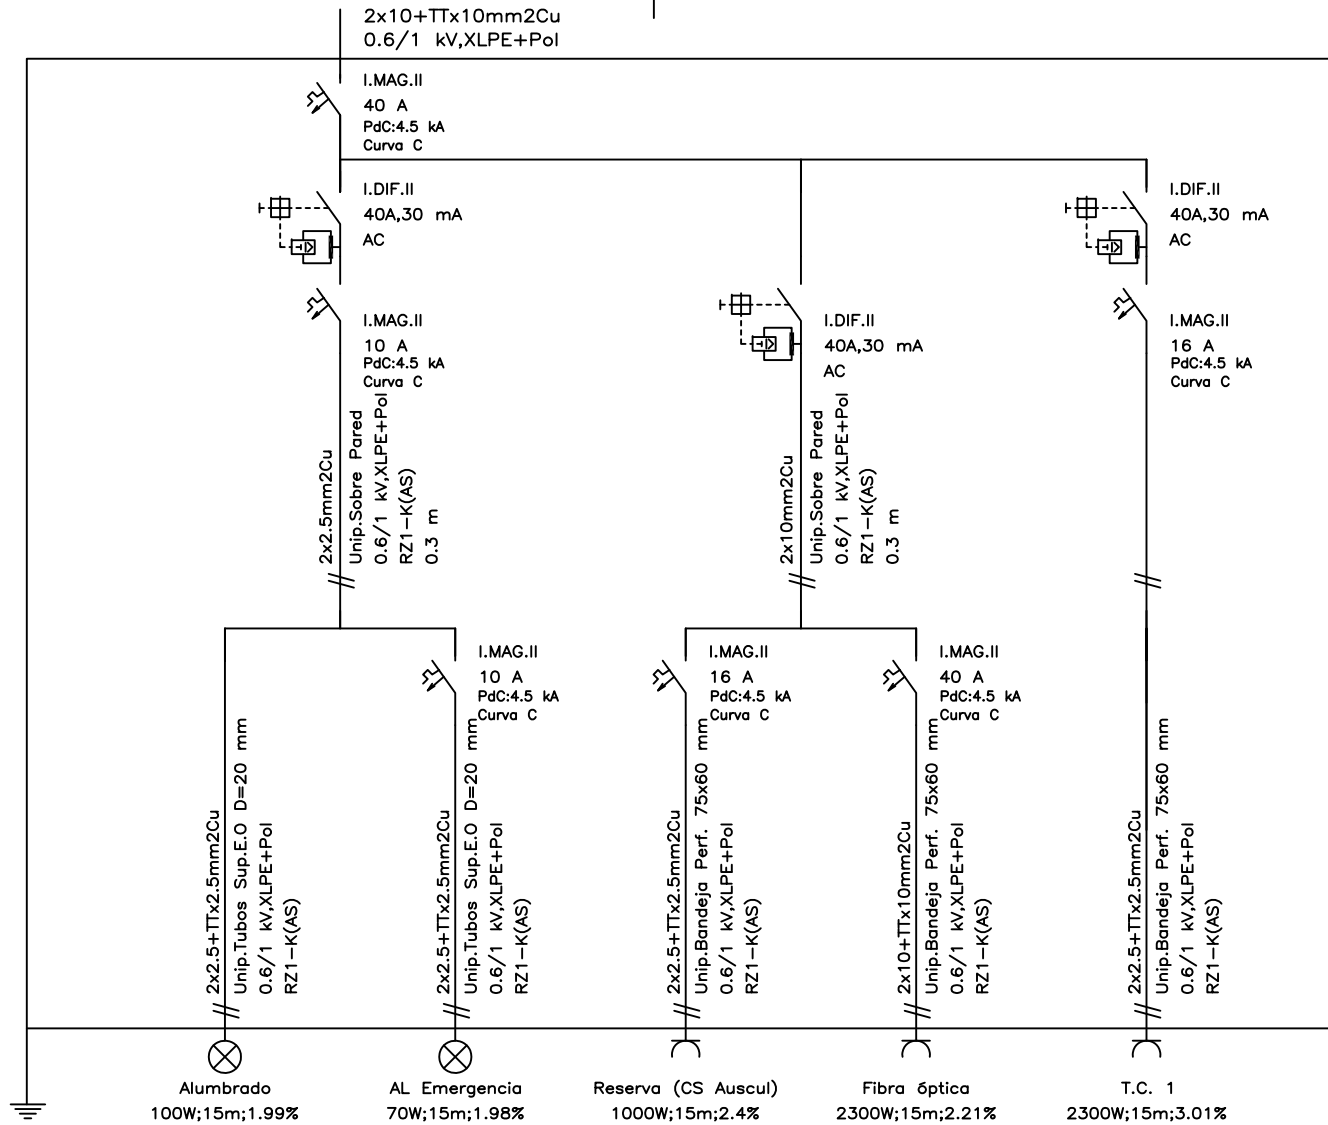 2x10+TTx10mm2Cu
0.6/1 kV,XLPE+Pol
I.MAG.II
40 A
PdC:4.5 kA
Curva C
I.DIF.II
40A,30 mA
AC
I.MAG.II
10 A
PdC:4.5 kA
Curva C
2x2.5mm2Cu
Unip.Sobre Pared
0.6/1 kV,XLPE+Pol
RZ1-K(AS)
0.3 m
I.DIF.II
40A,30 mA
AC
2x10mm2Cu
Unip.Sobre Pared
0.6/1 kV,XLPE+Pol
RZ1-K(AS)
0.3 m
I.DIF.II
40A,30 mA
AC
I.MAG.II
16 A
PdC:4.5 kA
Curva C
2x2.5+TTx2.5mm2Cu
Unip.Tubos Sup.E.O D=20 mm
0.6/1 kV,XLPE+Pol
RZ1-K(AS)
I.MAG.II
10 A
PdC:4.5 kA
Curva C
2x2.5+TTx2.5mm2Cu
Unip.Tubos Sup.E.O D=20 mm
0.6/1 kV,XLPE+Pol
RZ1-K(AS)
I.MAG.II
16 A
PdC:4.5 kA
Curva C
2x2.5+TTx2.5mm2Cu
Unip.Bandeja Perf. 75x60 mm
0.6/1 kV,XLPE+Pol
RZ1-K(AS)
I.MAG.II
40 A
PdC:4.5 kA
Curva C
2x10+TTx10mm2Cu
Unip.Bandeja Perf. 75x60 mm
0.6/1 kV,XLPE+Pol
RZ1-K(AS)
2x2.5+TTx2.5mm2Cu
Unip.Bandeja Perf. 75x60 mm
0.6/1 kV,XLPE+Pol
RZ1-K(AS)
Alumbrado
100W;15m;1.99%
AL Emergencia
70W;15m;1.98%
Reserva (CS Auscul)
1000W;15m;2.4%
Fibra óptica
2300W;15m;2.21%
T.C. 1
2300W;15m;3.01%